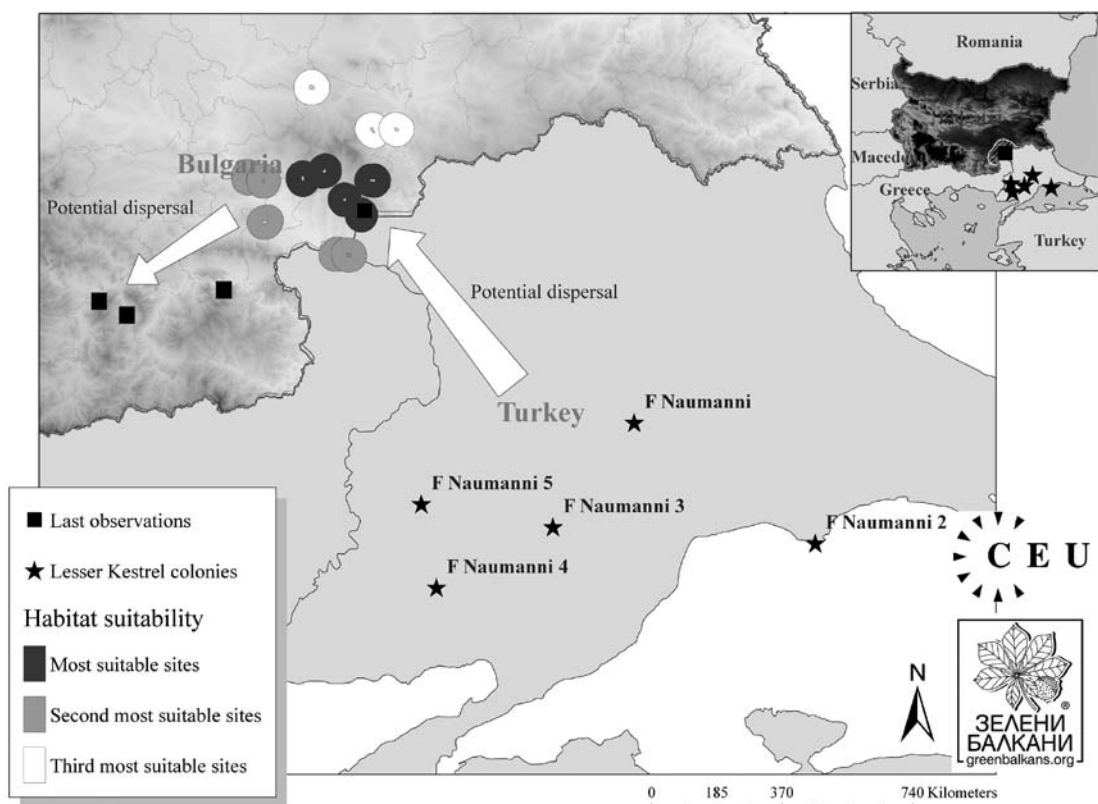 Romania
Serbia
Macedo
Greece
Turkey
Bulgaria
Potential dispersal
Potential dispersal
Turkey
F Naumanni
F Naumanni 5
F Naumanni 3
F Naumanni 2
F Naumanni 4
Last observations
Lesser Kestrel colonies
Habitat suitability
Most suitable sites
Second most suitable sites
Third most suitable sites
C E U
N
ЗЕЛЕНИ
БАЛКАНИ
®
greenbalkans.org
0 185 370 740 Kilometers